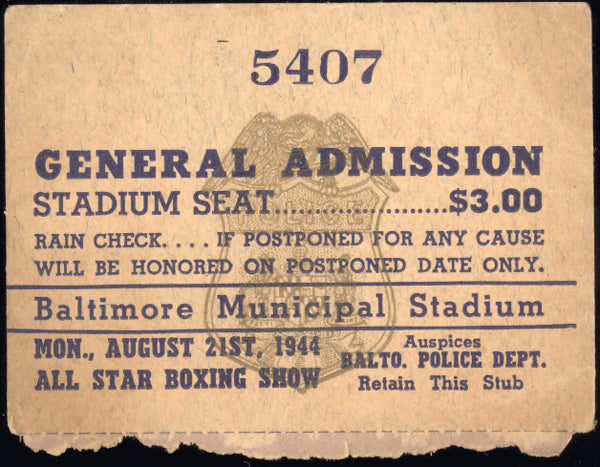 5407
GENERAL ADMISSION
STADIUM SEAT......................$3.00
RAIN CHECK.... IF POSTPONED FOR ANY CAUSE
WILL BE HONORED ON POSTPONED DATE ONLY.
Baltimore Municipal Stadium
MON., AUGUST 21ST, 1944
ALL STAR BOXING SHOW
Auspices
BALTO. POLICE DEPT.
Retain This Stub
POLICE